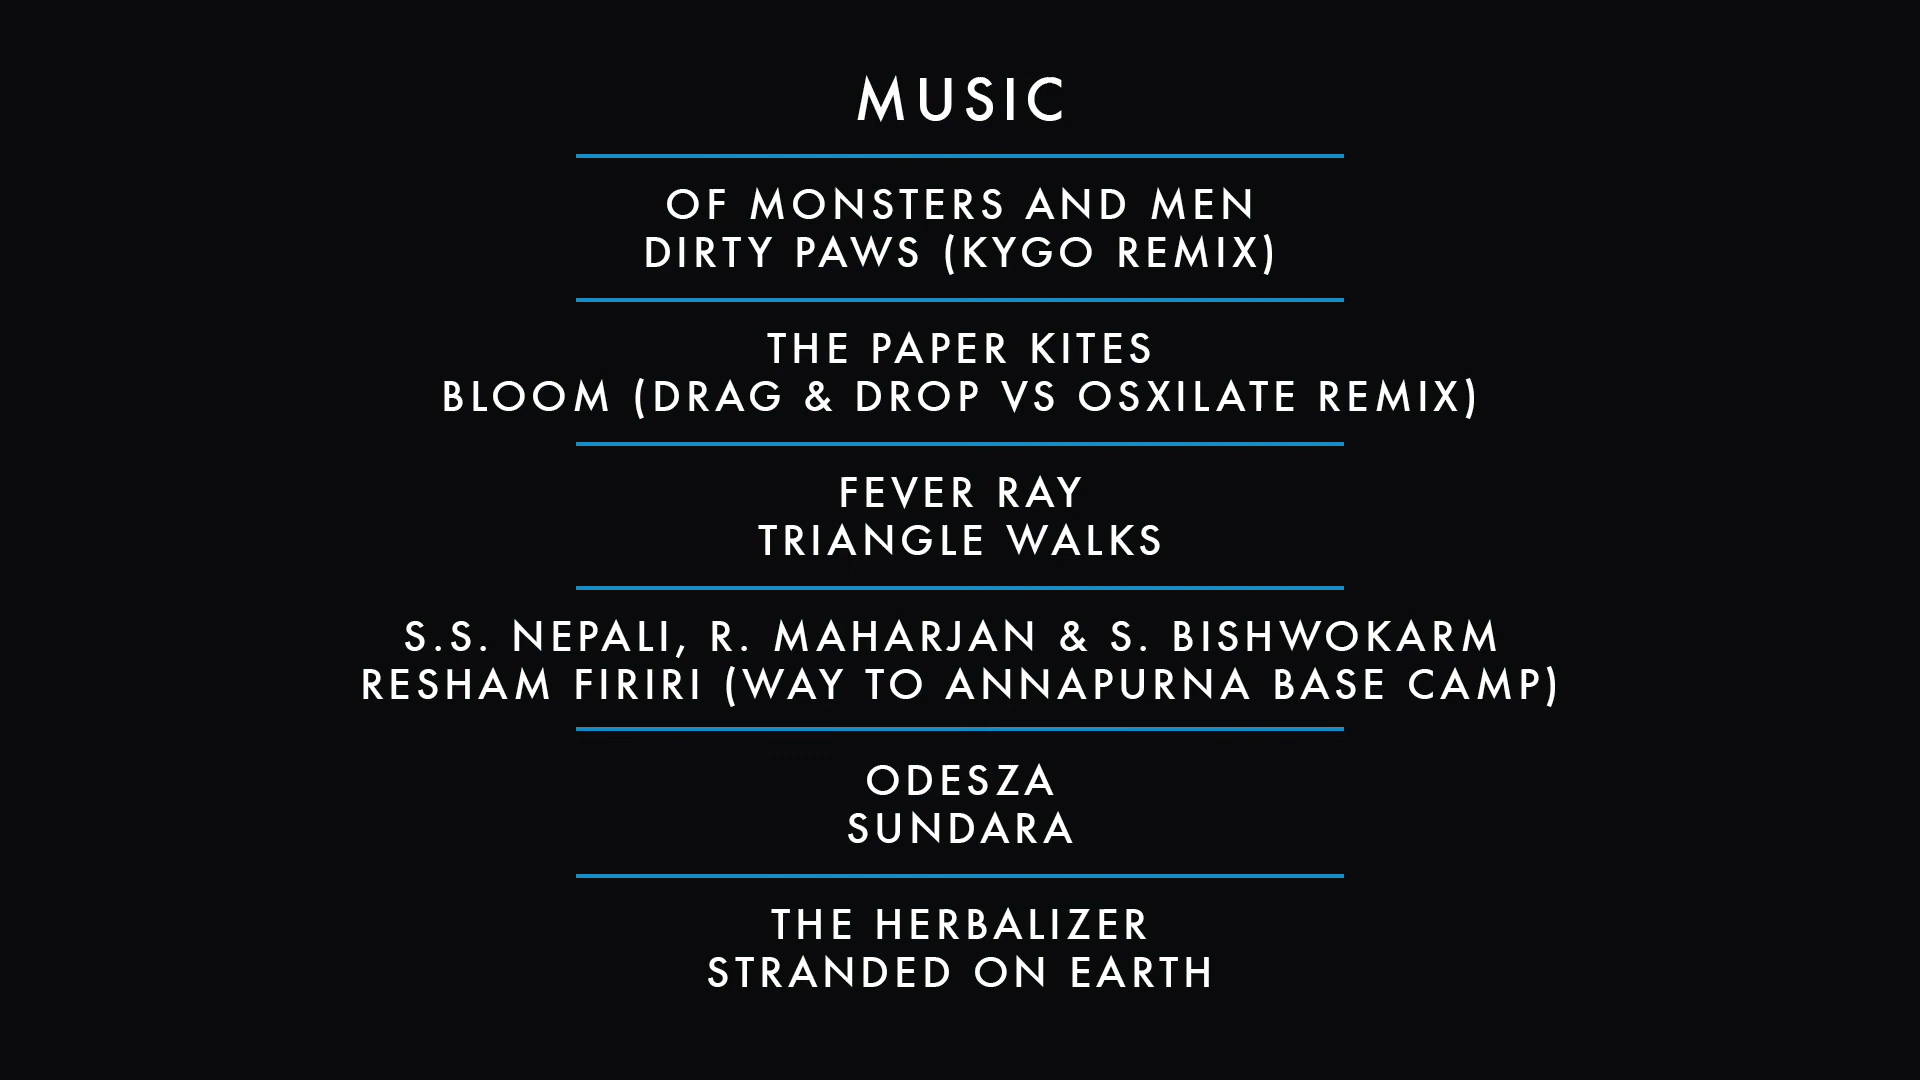 MUSIC
OF MONSTERS AND MEN
DIRTY PAWS (KYGO REMIX)
THE PAPER KITES
BLOOM (DRAG & DROP VS OSXILATE REMIX)
FEVER RAY
TRIANGLE WALKS
S.S. NEPALI, R. MAHARJAN & S. BISHWOKARM
RESHAM FIRIRI (WAY TO ANNAPURNA BASE CAMP)
ODESZA
SUNDARA
THE HERBALIZER
STRANDED ON EARTH